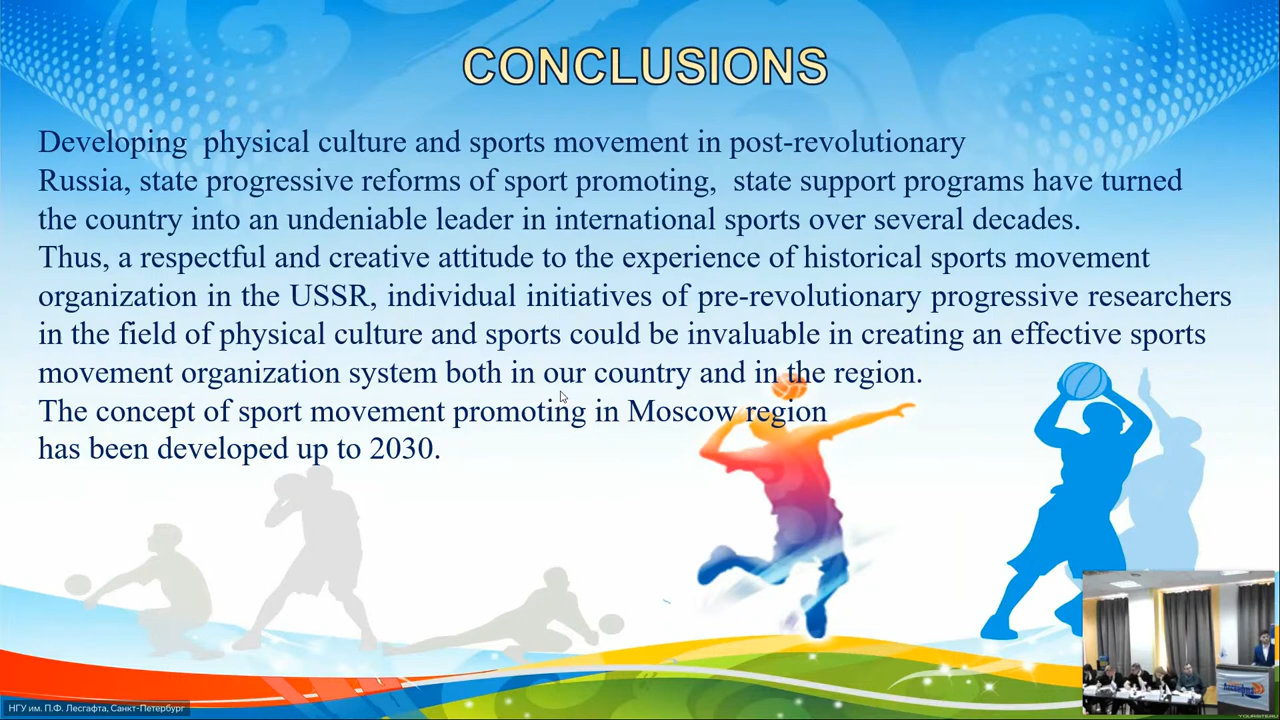 CONCLUSIONS
Developing  physical culture and sports movement in post-revolutionary
Russia, state progressive reforms of sport promoting,  state support programs have turned
the country into an undeniable leader in international sports over several decades.
Thus, a respectful and creative attitude to the experience of historical sports movement
organization in the USSR, individual initiatives of pre-revolutionary progressive researchers
in the field of physical culture and sports could be invaluable in creating an effective sports
movement organization system both in our country and in the region.
The concept of sport movement promoting in Moscow region
has been developed up to 2030.
НГУ им. П.Ф. Лесгафта, Санкт-Петербург